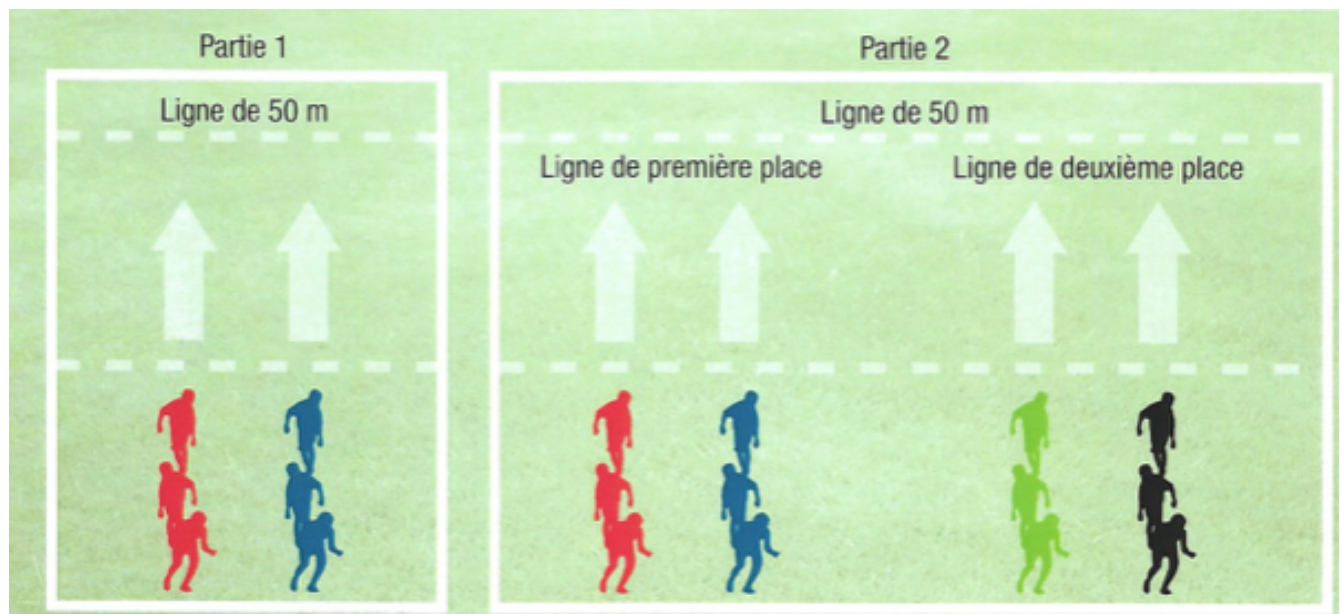 Partie 1
Ligne de 50 m
Partie 2
Ligne de 50 m
Ligne de première place
Ligne de deuxième place